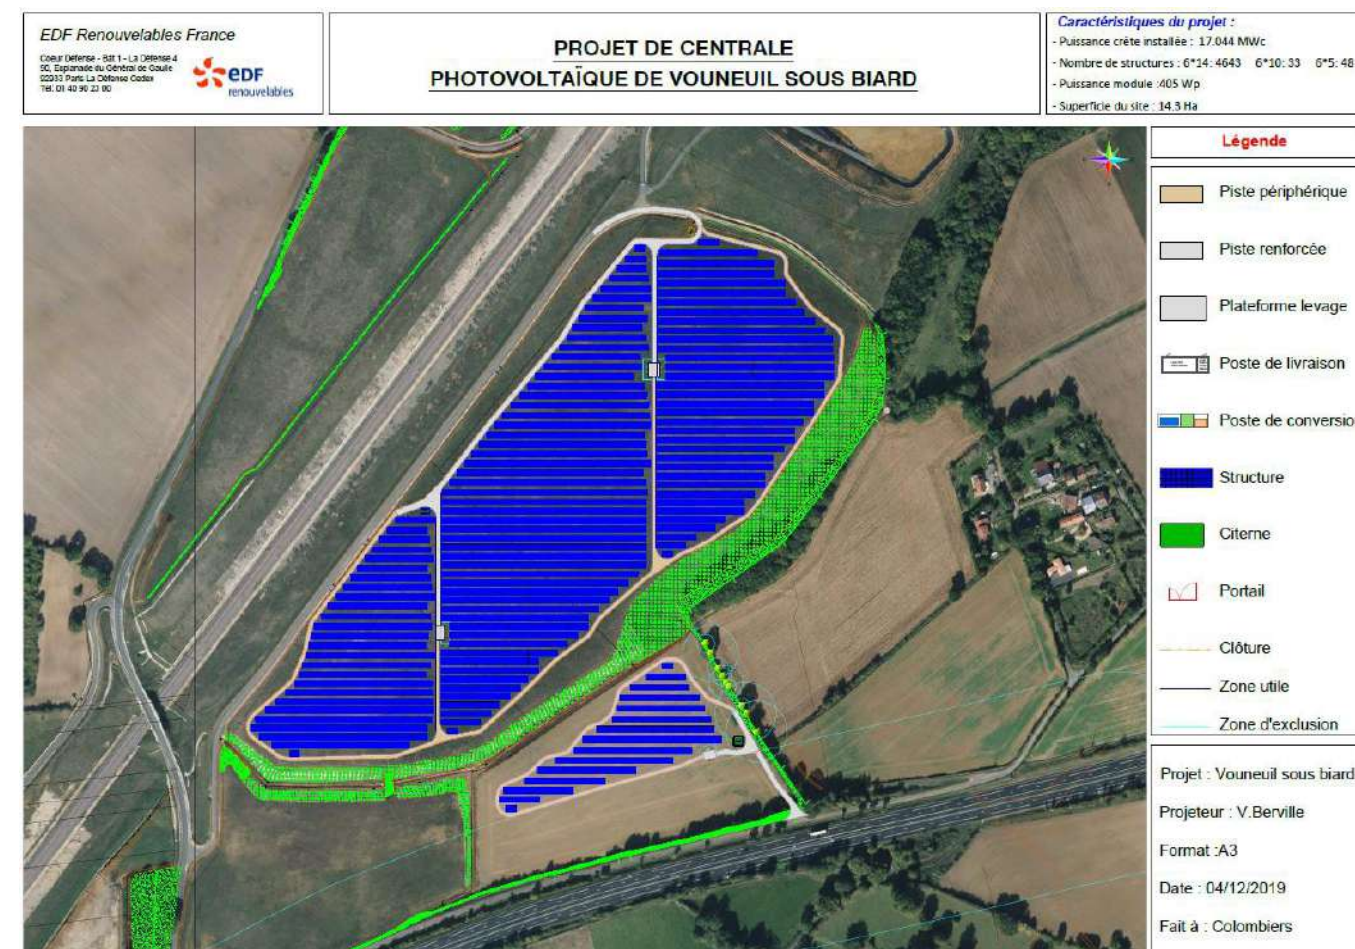 EDF Renouvelables France
Coeur Défense - Bât 1 - La Défense 4
90, Esplanade du Général de Gaulle
92933 Paris La Défense Cedex
Tél: 01 40 90 23 00
edf
renouvelables
PROJET DE CENTRALE
PHOTOVOLTAÏQUE DE VOUNEUIL SOUS BIARD
Caractéristiques du projet :
- Puissance crête installée : 17.044 MWc
- Nombre de structures : 6*14: 4643 6*10: 33 6*5: 48
- Puissance module :405 Wp
- Superficie du site : 14.3 Ha
Légende
Piste périphérique
Piste renforcée
Plateforme levage
Poste de livraison
Poste de conversio
Structure
Citerne
Portail
Clôture
Zone utile
Zone d'exclusion
Projet : Vouneuil sous biard
Projeteur : V.Berville
Format :A3
Date : 04/12/2019
Fait à : Colombiers